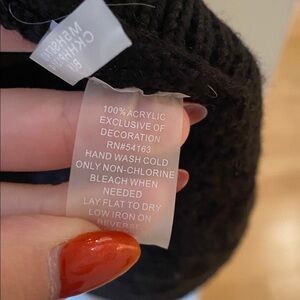 100% ACRYLIC
EXCLUSIVE OF
DECORATION
RN#54163
HAND WASH COLD
ONLY NON-CHLORINE
BLEACH WHEN
NEEDED
LAY FLAT TO DRY
LOW IRON ON
REVERSE